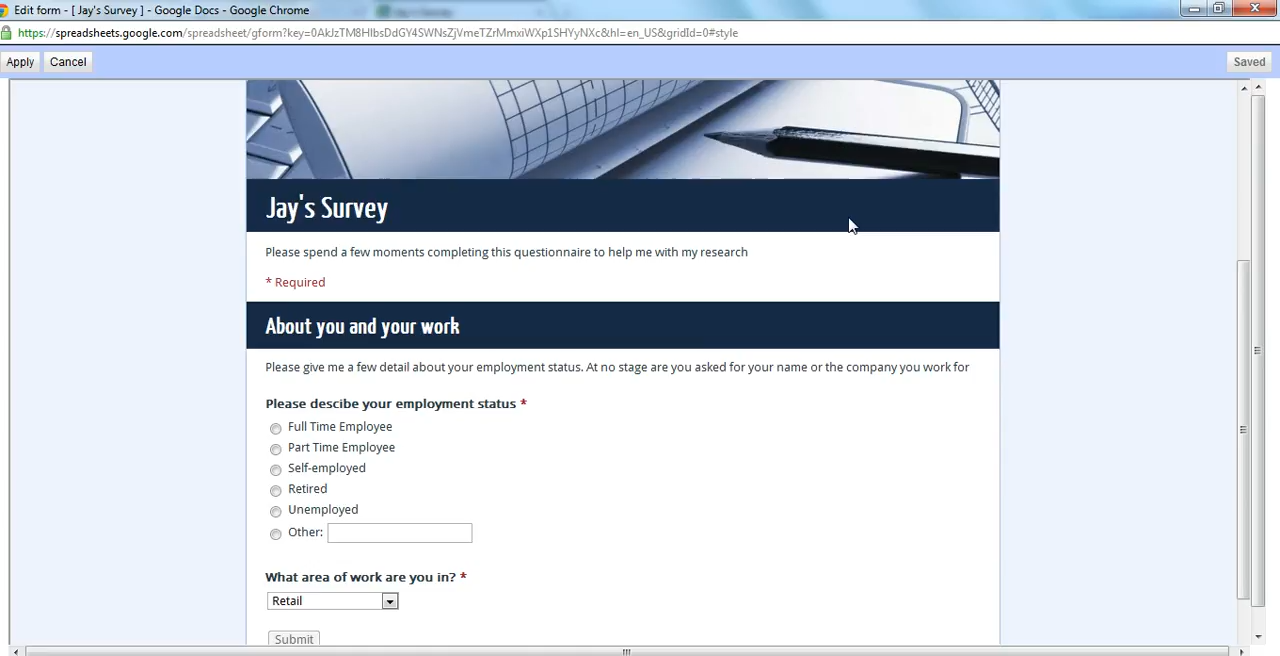 Edit form - [ Jay's Survey ] - Google Docs - Google Chrome
https://spreadsheets.google.com/spreadsheet/gform?key=0AkJzTM8HlbsDdGY4SWNsZjVmeTZrMmxiWXp1SHYyNXc&hl=en_US&gridId=0#style
Apply Cancel Saved
Jay's Survey
Please spend a few moments completing this questionnaire to help me with my research
* Required
About you and your work
Please give me a few detail about your employment status. At no stage are you asked for your name or the company you work for
Please descibe your employment status *
Full Time Employee
Part Time Employee
Self-employed
Retired
Unemployed
Other:
What area of work are you in? *
Retail
Submit